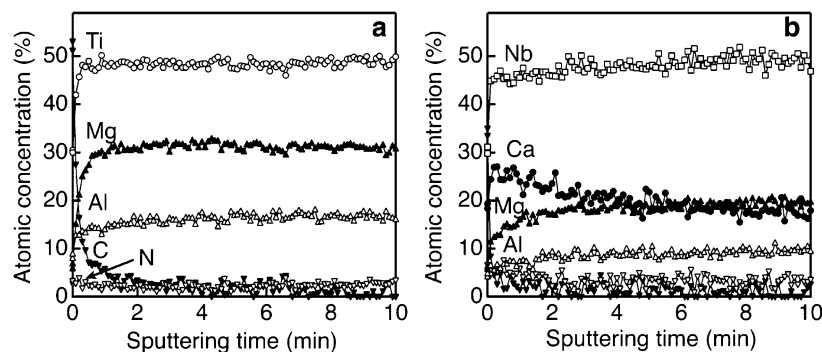 a
Atomic concentration (%)
50
40
30
20
10
0
Ti
Mg
Al
C
N
0 2 4 6 8 10
Sputtering time (min)
b
Atomic concentration (%)
50
40
30
20
10
0
Nb
Ca
Mg
Al
0 2 4 6 8 10
Sputtering time (min)